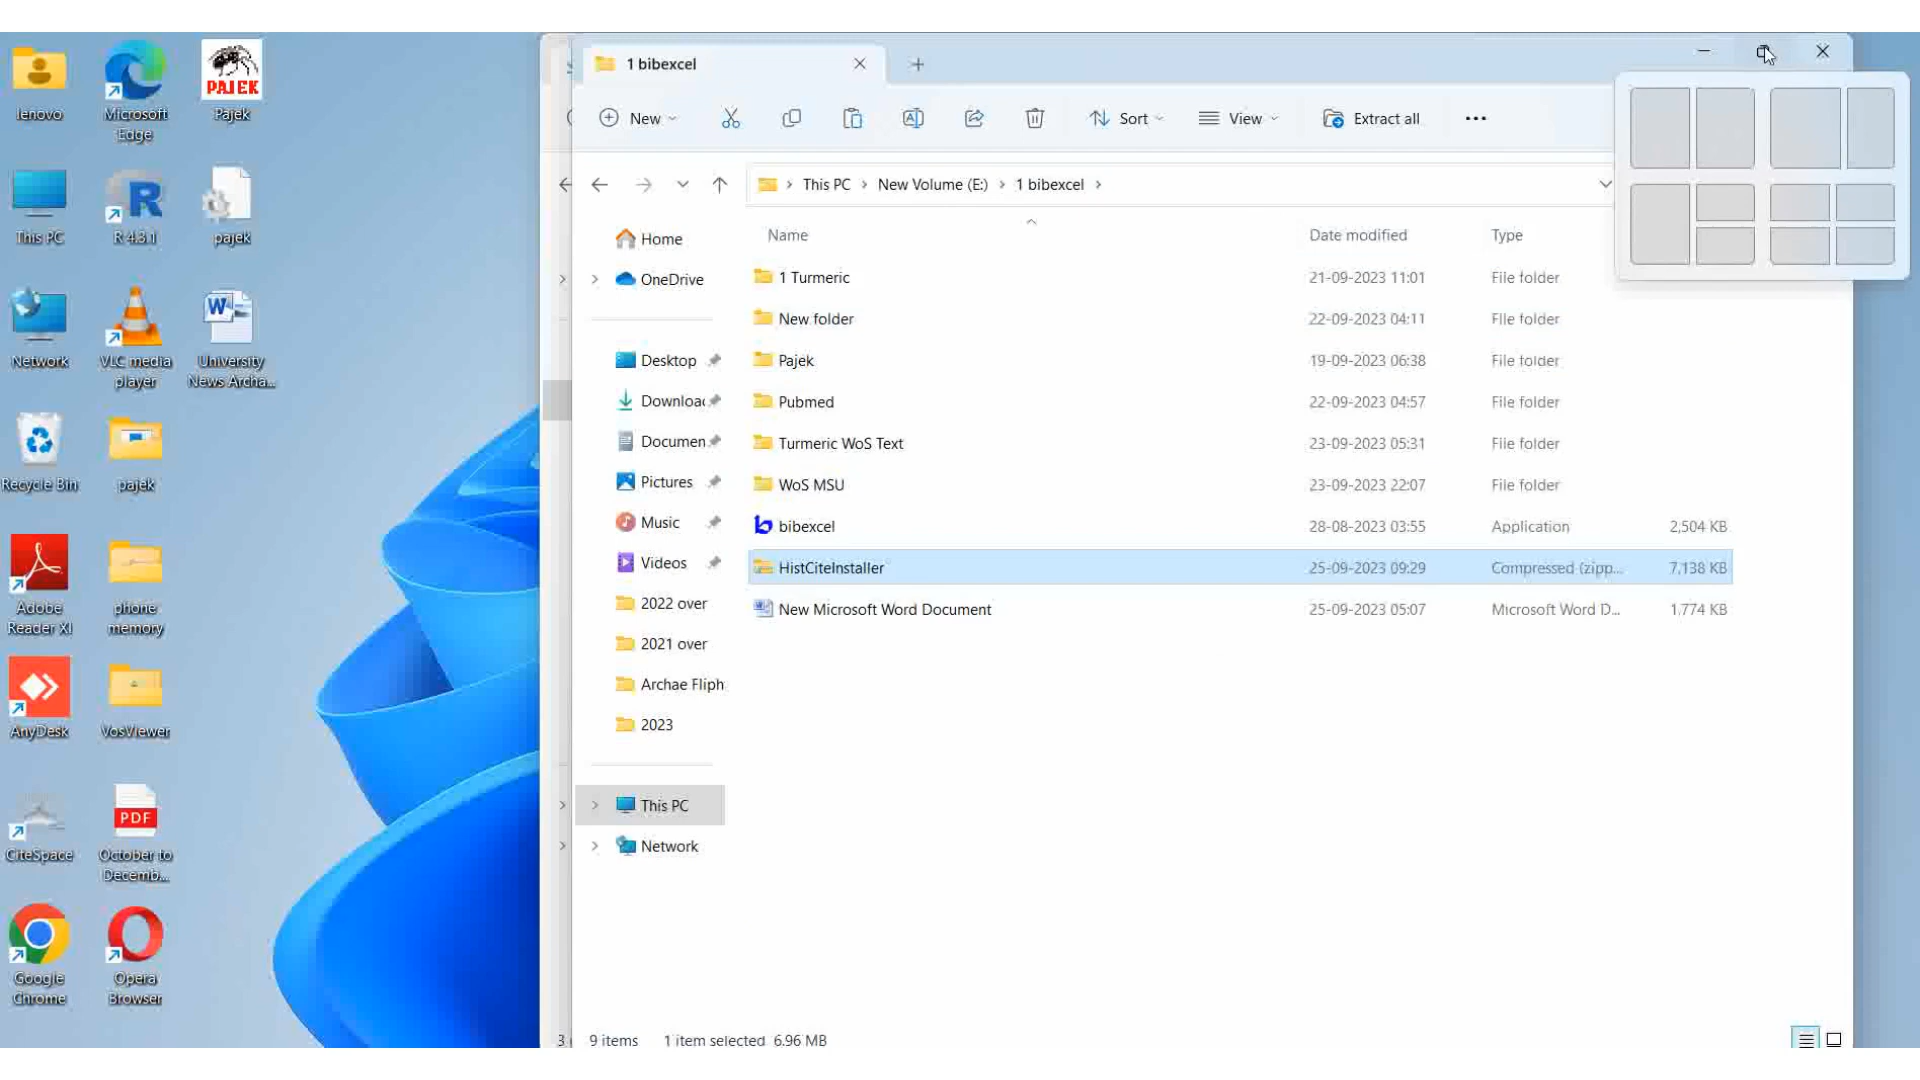 lenovo
Microsoft
Edge
PAJEK
Pajek
This PC
R 4.3.1
pajek
Network
VLC media
player
University
News Archa...
Recycle Bin
pajek
Adobe
Reader XI
phone
memory
AnyDesk
VosViewer
CiteSpace
PDF
October to
Decemb...
Google
Chrome
Opera
Browser
1 bibexcel
New
Sort
View
Extract all
This PC
New Volume (E:)
1 bibexcel
Home
OneDrive
Desktop
Downloa
Documen
Pictures
Music
Videos
2022 over
2021 over
Archae Fliph
2023
This PC
Network
Name Date modified Type
1 Turmeric 21-09-2023 11:01 File folder
New folder 22-09-2023 04:11 File folder
Pajek 19-09-2023 06:38 File folder
Pubmed 22-09-2023 04:57 File folder
Turmeric WoS Text 23-09-2023 05:31 File folder
WoS MSU 23-09-2023 22:07 File folder
bibexcel 28-08-2023 03:55 Application 2,504 KB
HistCiteInstaller 25-09-2023 09:29 Compressed (zipp... 7,138 KB
New Microsoft Word Document 25-09-2023 05:07 Microsoft Word D... 1,774 KB
3
9 items 1 item selected 6.96 MB